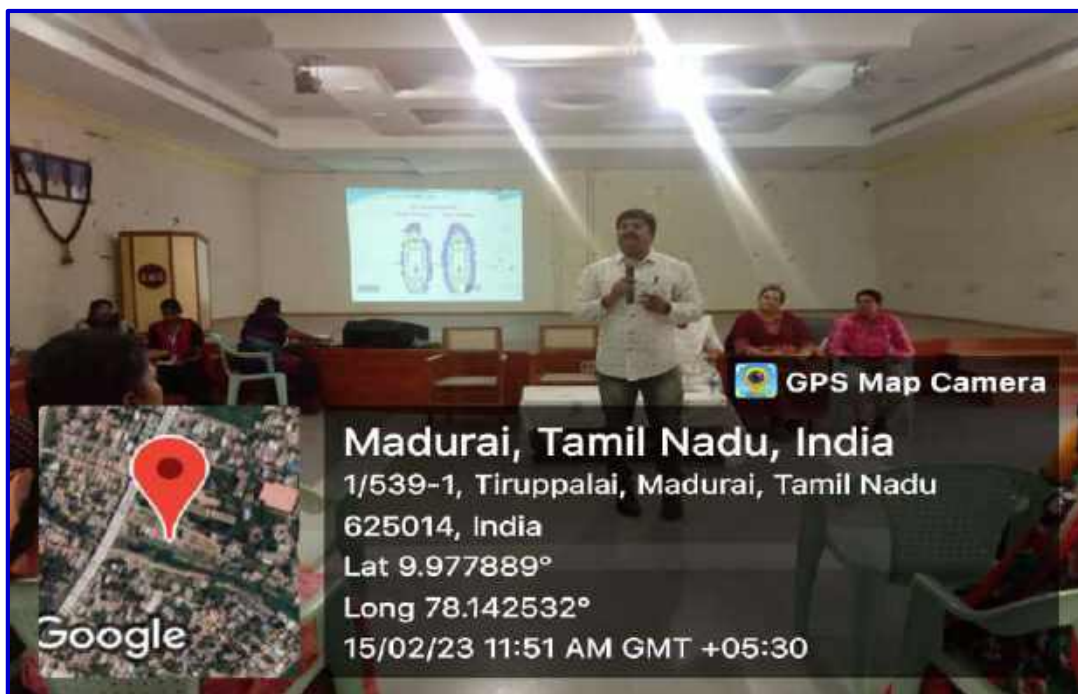 GPS Map Camera
Madurai, Tamil Nadu, India
1/539-1, Tiruppalai, Madurai, Tamil Nadu
625014, India
Lat 9.977889°
Long 78.142532°
15/02/23 11:51 AM GMT +05:30
Google